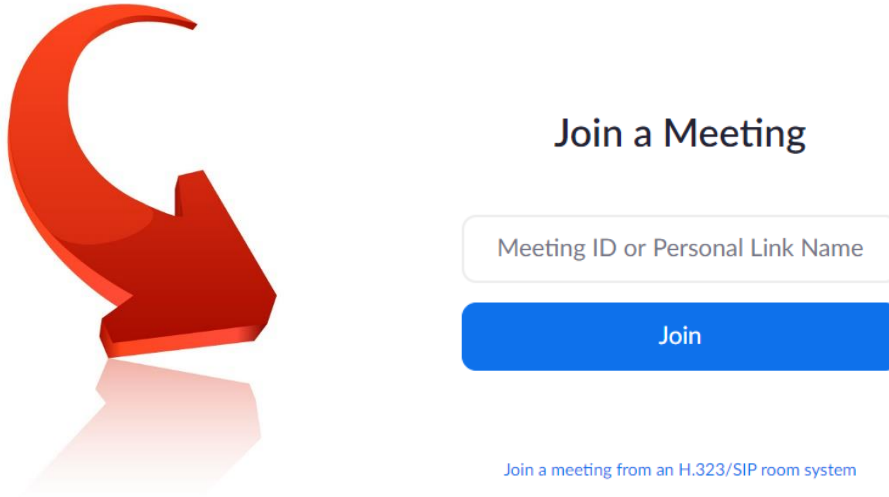 Join a Meeting
Meeting ID or Personal Link Name
Join
Join a meeting from an H.323/SIP room system